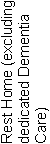 Rest Home (excluding
dedicated Dementia
Care)